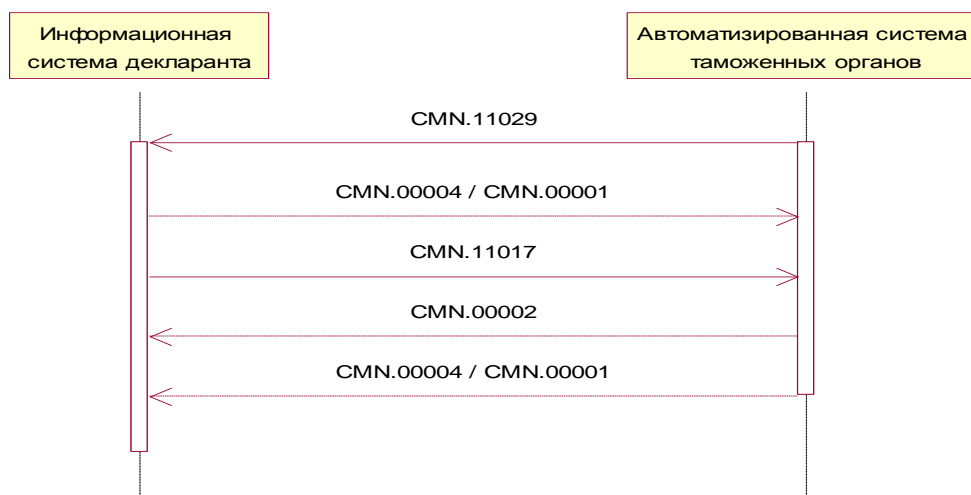 Информационная
система декларанта
Автоматизированная система
таможенных органов
CMN.11029
CMN.00004 / CMN.00001
CMN.11017
CMN.00002
CMN.00004 / CMN.00001